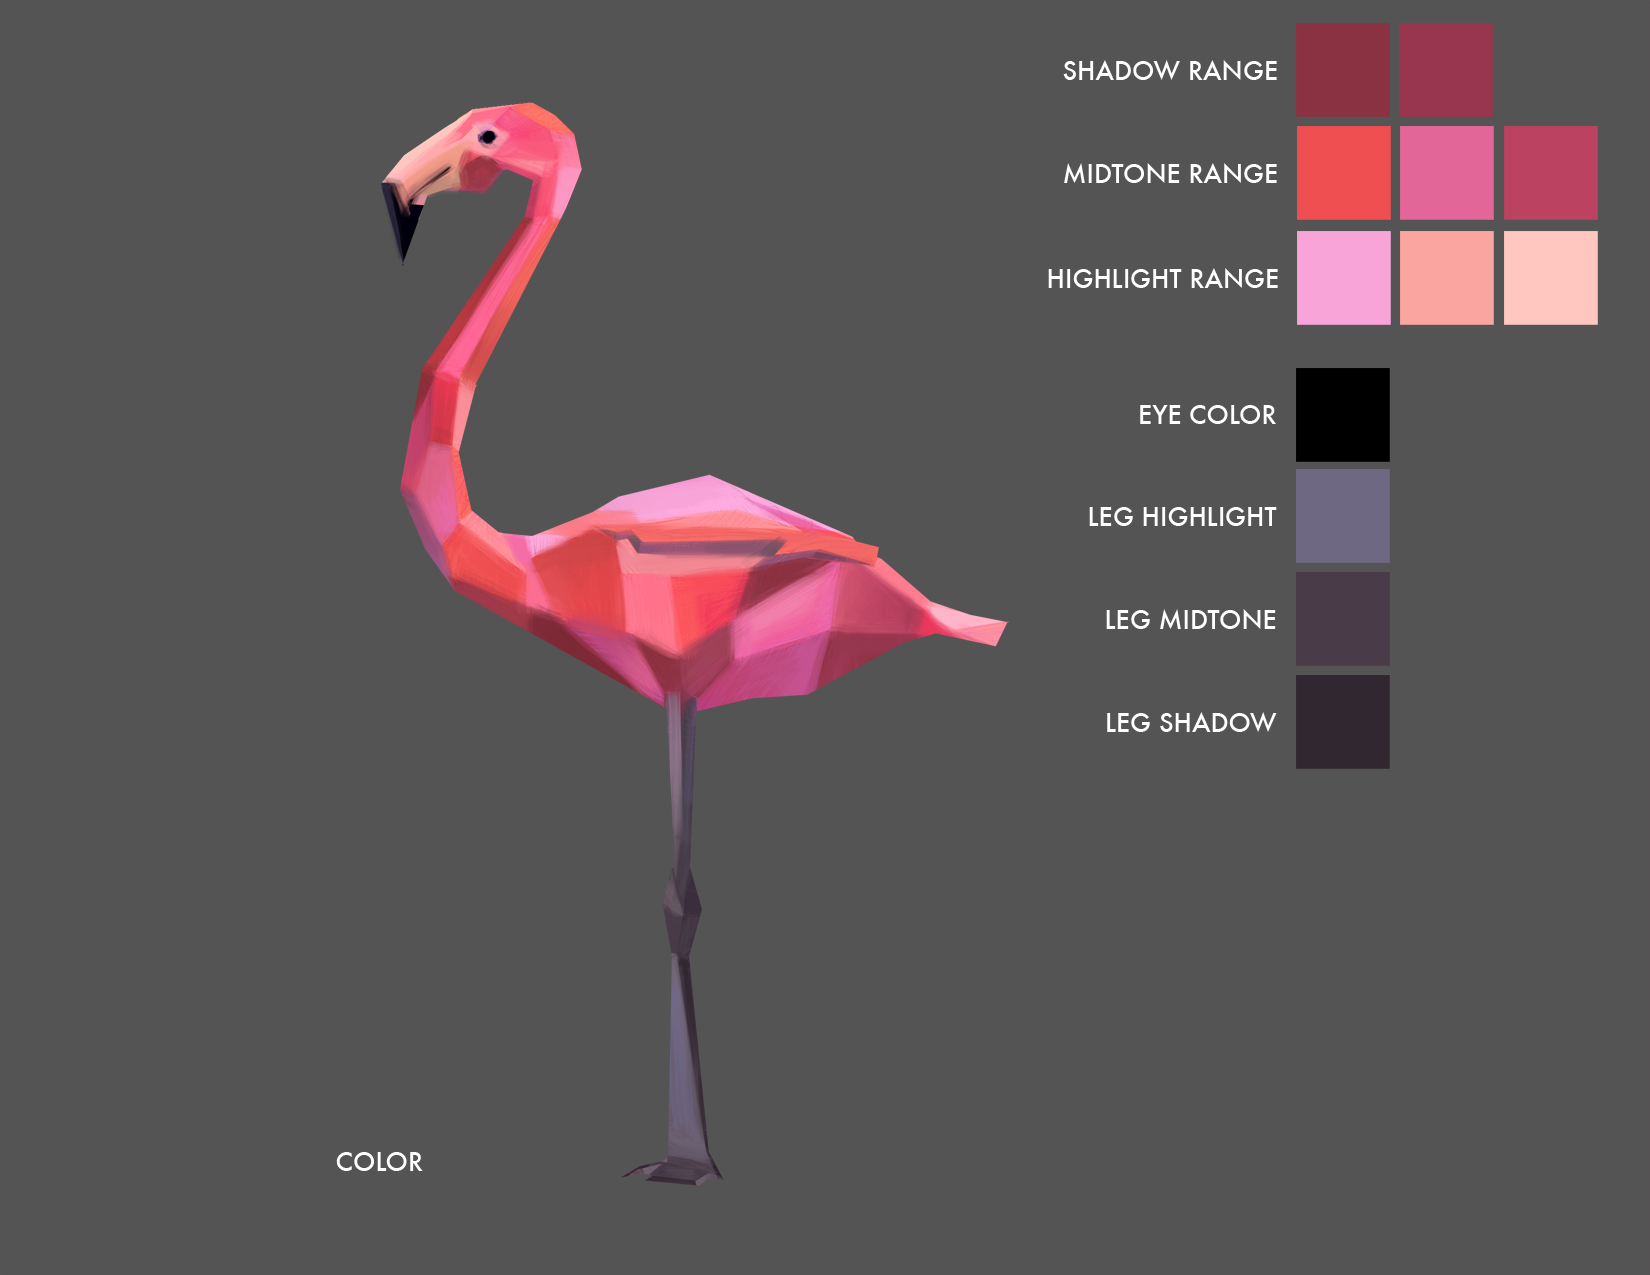 SHADOW RANGE
MIDTONE RANGE
HIGHLIGHT RANGE
EYE COLOR
LEG HIGHLIGHT
LEG MIDTONE
LEG SHADOW
COLOR